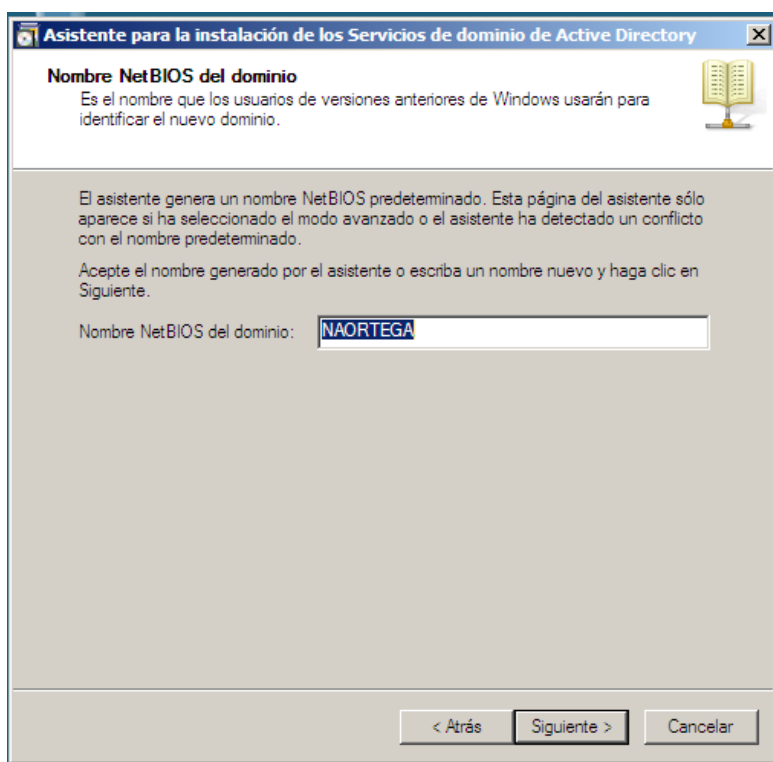 Asistente para la instalación de los Servicios de dominio de Active Directory
Nombre NetBIOS del dominio
Es el nombre que los usuarios de versiones anteriores de Windows usarán para
identificar el nuevo dominio.
El asistente genera un nombre NetBIOS predeterminado. Esta página del asistente sólo
aparece si ha seleccionado el modo avanzado o el asistente ha detectado un conflicto
con el nombre predeterminado.
Acepte el nombre generado por el asistente o escriba un nombre nuevo y haga clic en
Siguiente.
Nombre NetBIOS del dominio: NAORTEGA
< Atrás Siguiente > Cancelar